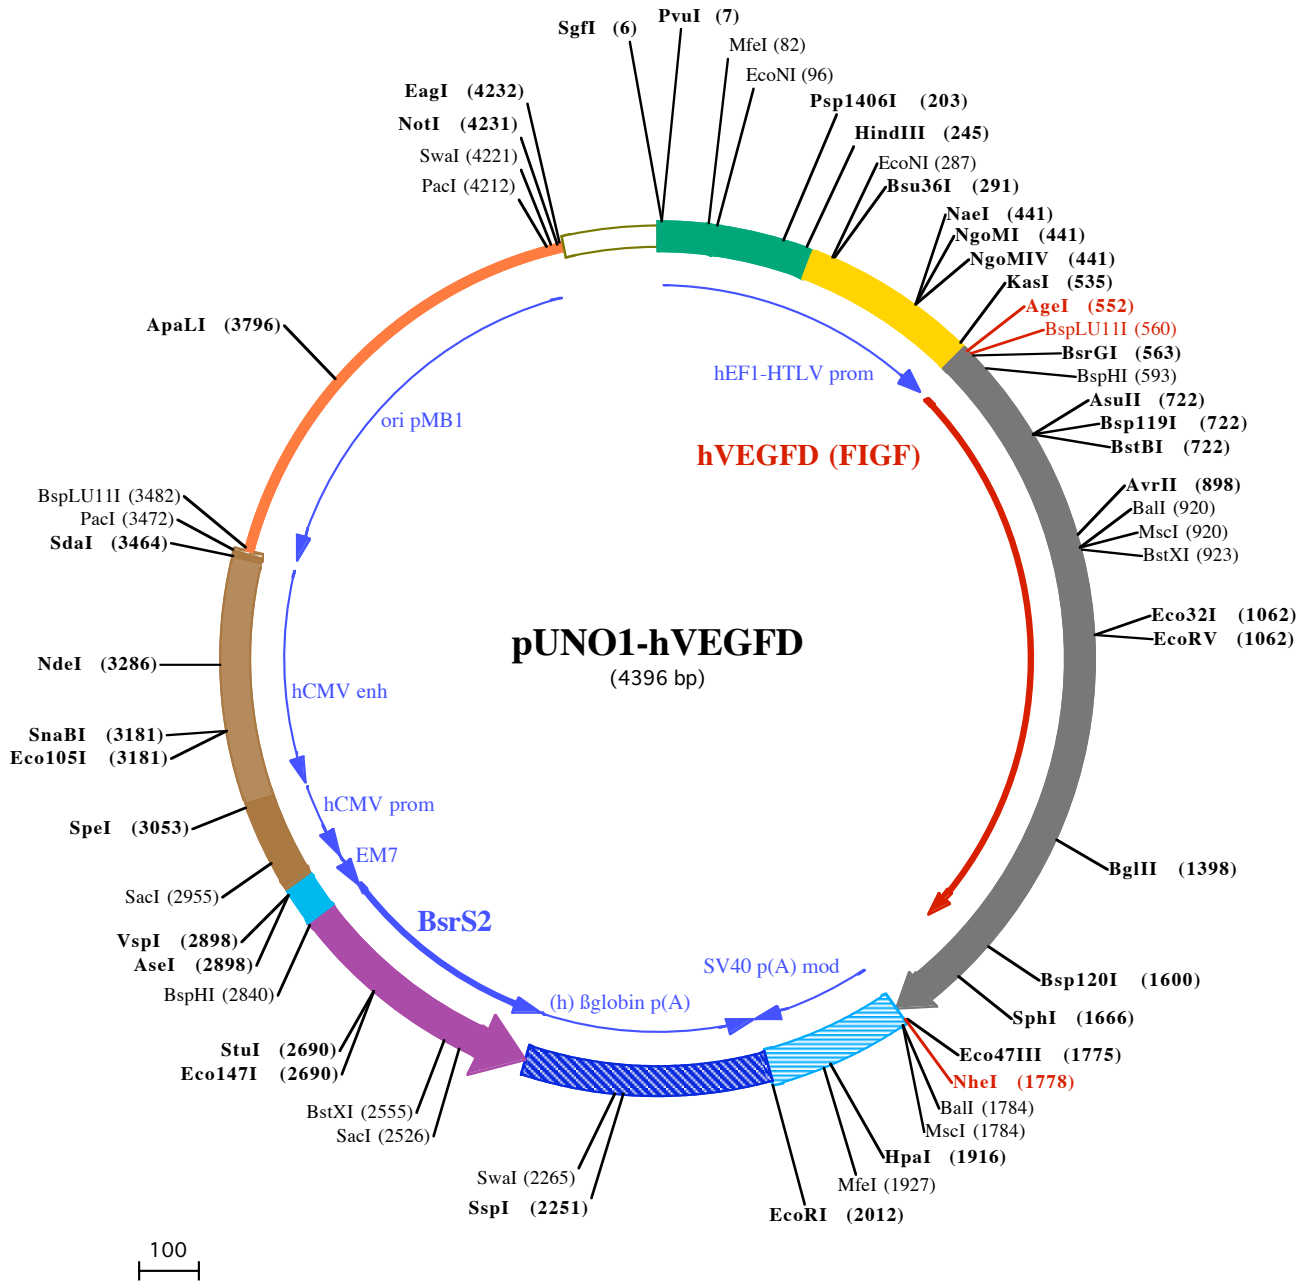 SgfI (6)
PvuI (7)
MfeI (82)
EcoNI (96)
Psp1406I (203)
HindIII (245)
EcoNI (287)
Bsu36I (291)
NaeI (441)
NgoMI (441)
NgoMIV (441)
KasI (535)
AgeI (552)
BspLU11I (560)
BsrGI (563)
BspHI (593)
AsuII (722)
Bsp119I (722)
BstBI (722)
AvrII (898)
BalI (920)
MscI (920)
BstXI (923)
Eco32I (1062)
EcoRV (1062)
BglII (1398)
Bsp120I (1600)
SphI (1666)
Eco47III (1775)
NheI (1778)
BalI (1784)
MscI (1784)
HpaI (1916)
MfeI (1927)
EcoRI (2012)
SspI (2251)
SwaI (2265)
SacI (2526)
BstXI (2555)
Eco147I (2690)
StuI (2690)
BspHI (2840)
AseI (2898)
VspI (2898)
SacI (2955)
SpeI (3053)
Eco105I (3181)
SnaBI (3181)
NdeI (3286)
SdaI (3464)
PacI (3472)
BspLU11I (3482)
ApaLI (3796)
PacI (4212)
SwaI (4221)
NotI (4231)
EagI (4232)
hEF1-HTLV prom
hVEGFD (FIGF)
ori pMB1
pUNO1-hVEGFD
(4396 bp)
hCMV enh
hCMV prom
EM7
BsrS2
(h) ßglobin p(A)
SV40 p(A) mod
100